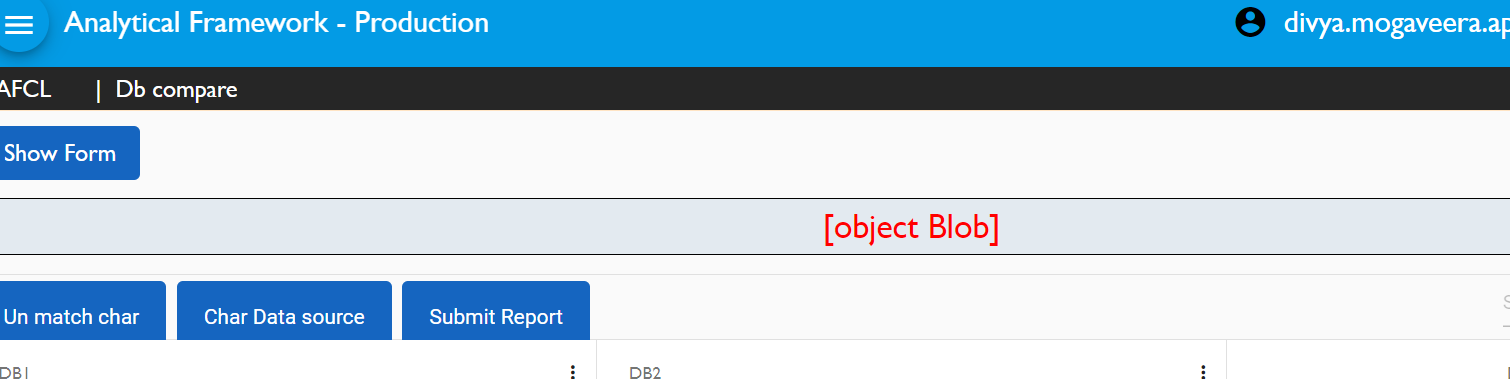 Analytical Framework - Production
divya.mogaveera.ap
AFCL | Db compare
Show Form
[object Blob]
Un match char
Char Data source
Submit Report
DB1
DB2